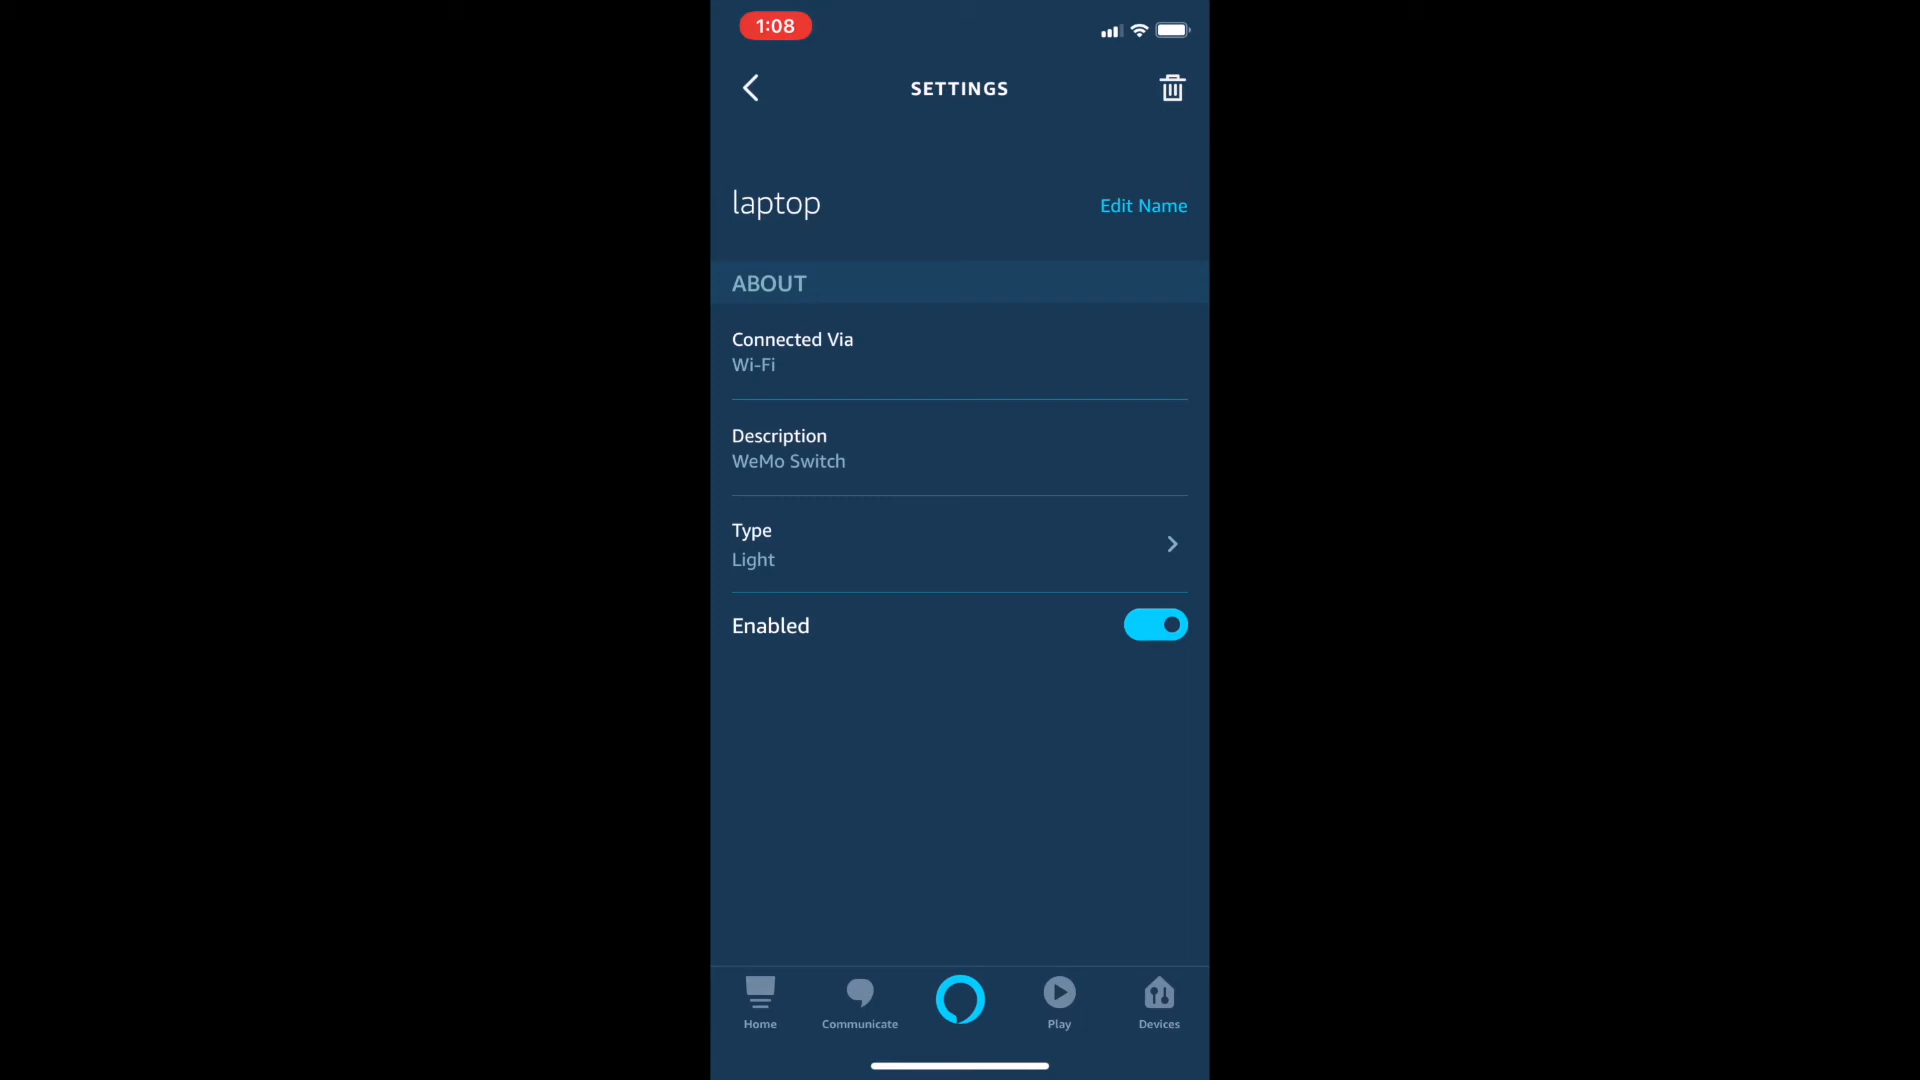 1:08
SETTINGS
laptop
Edit Name
ABOUT
Connected Via
Wi-Fi
Description
WeMo Switch
Type
Light
Enabled
Home
Communicate
Play
Devices